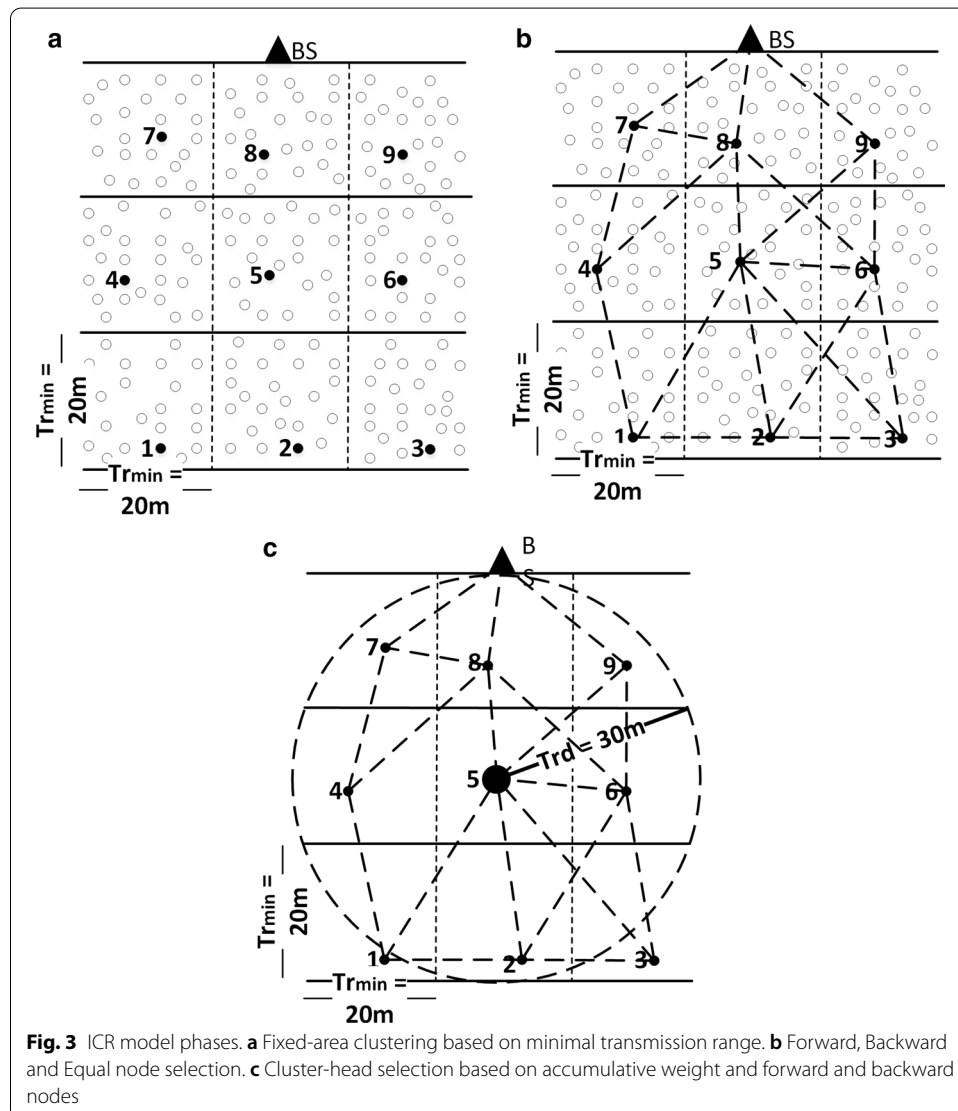 a
BS
7
8
9
4
5
6
Trmin =
20m
1
2
3
Trmin =
20m
b
BS
7
8
9
4
5
6
Trmin =
20m
1
2
3
Trmin =
20m
c
B
S
7
8
9
Trd = 30m
4
5
6
Trmin =
20m
1
2
3
Trmin =
20m
Fig. 3 ICR model phases. a Fixed-area clustering based on minimal transmission range. b Forward, Backward
and Equal node selection. c Cluster-head selection based on accumulative weight and forward and backward
nodes